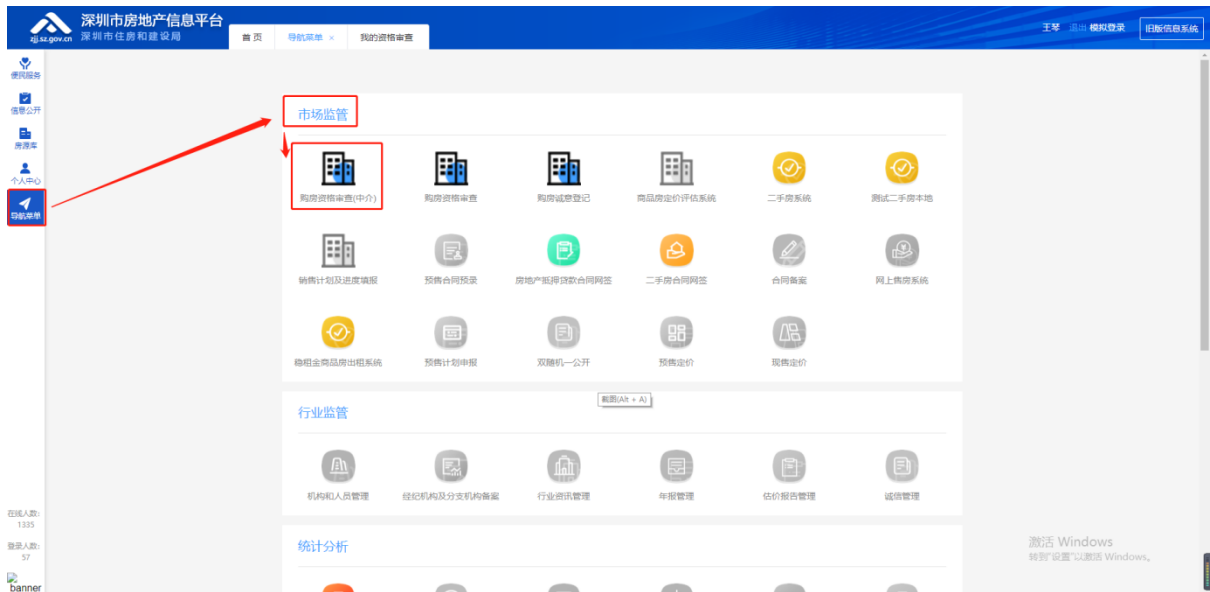 深圳市房地产信息平台
zjj.sz.gov.cn 深圳市住房和建设局
首页 导航菜单 × 我的资格审查
王琴 退出 模拟登录 旧版信息系统
便民服务
信息公开
房源库
个人中心
导航菜单
市场监管
购房资格审查(中介) 购房资格审查 购房诚意登记 商品房定价评估系统 二手房系统 测试二手房本地
销售计划及进度填报 预售合同预录 房地产抵押贷款合同网签 二手房合同网签 合同备案 网上售房系统
稳租金商品房出租系统 预售计划申报 双随机一公开 预售定价 现售定价
截图(Alt + A)
行业监管
机构和人员管理 经纪机构及分支机构备案 行业资讯管理 年报管理 估价报告管理 诚信管理
统计分析
在线人数:
1335
登录人数:
57
banner
激活 Windows
转到"设置"以激活 Windows。